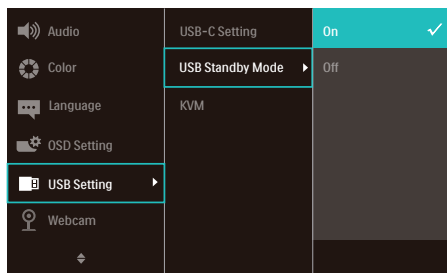 Audio
Color
Language
OSD Setting
USB Setting
Webcam
USB-C Setting
USB Standby Mode
KVM
On
Off